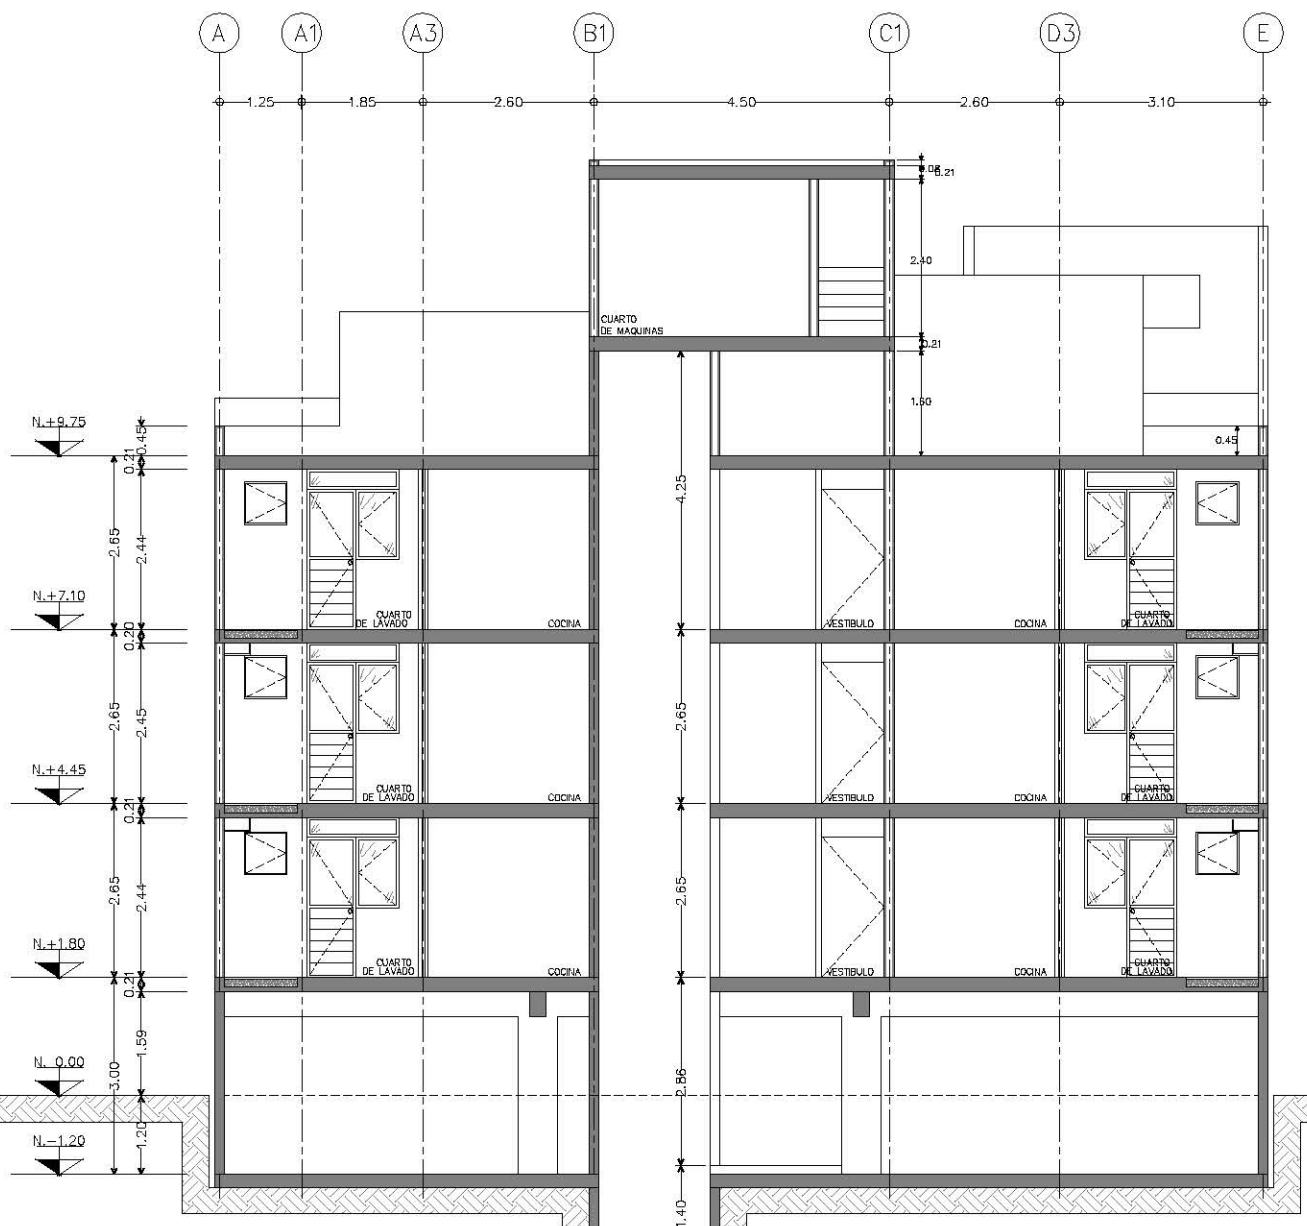 A A1 A3 B1 C1 D3 E
1.25 1.85 2.60 4.50 2.60 3.10
0.21
2.40
CUARTO
DE MAQUINAS
0.21
1.60
N.+9.75
0.45
0.45
0.21
4.25
2.65
2.44
N.+7.10
CUARTO
DE LAVADO
COCINA
VESTIBULO
COCINA
CUARTO
DE LAVADO
0.20
2.65
2.45
2.65
N.+4.45
CUARTO
DE LAVADO
COCINA
VESTIBULO
COCINA
CUARTO
DE LAVADO
0.21
2.65
2.44
2.65
N.+1.80
CUARTO
DE LAVADO
COCINA
VESTIBULO
COCINA
CUARTO
DE LAVADO
0.21
1.59
N. 0.00
3.00
2.86
1.20
N.-1.20
1.40